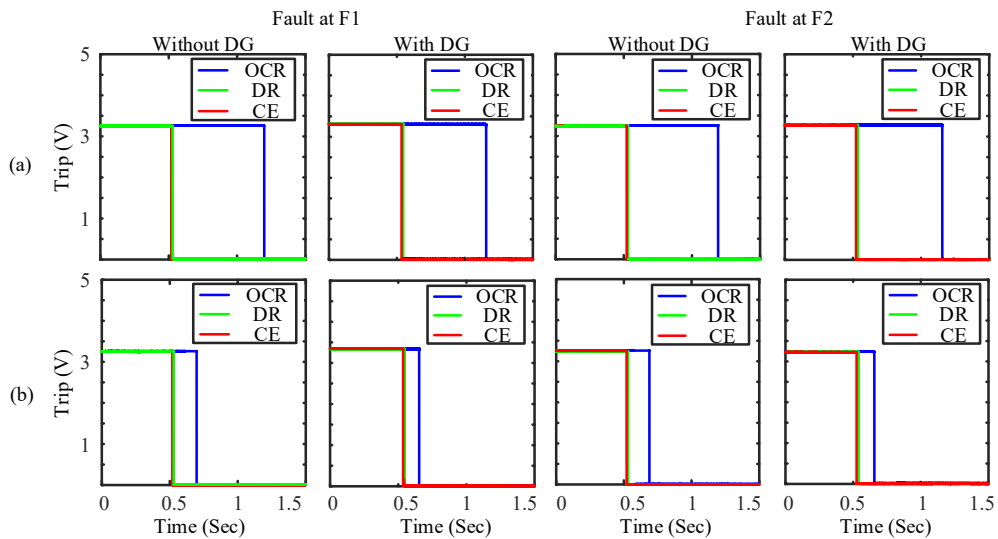 Fault at F1
Fault at F2
Without DG
With DG
Without DG
With DG
(a)
Trip (V)
5
3
1
OCR
DR
CE
OCR
DR
CE
OCR
DR
CE
OCR
DR
CE
(b)
Trip (V)
5
3
1
OCR
DR
CE
OCR
DR
CE
OCR
DR
CE
OCR
DR
CE
0 0.5 1 1.5
0 0.5 1 1.5
0 0.5 1 1.5
0 0.5 1 1.5
Time (Sec)
Time (Sec)
Time (Sec)
Time (Sec)